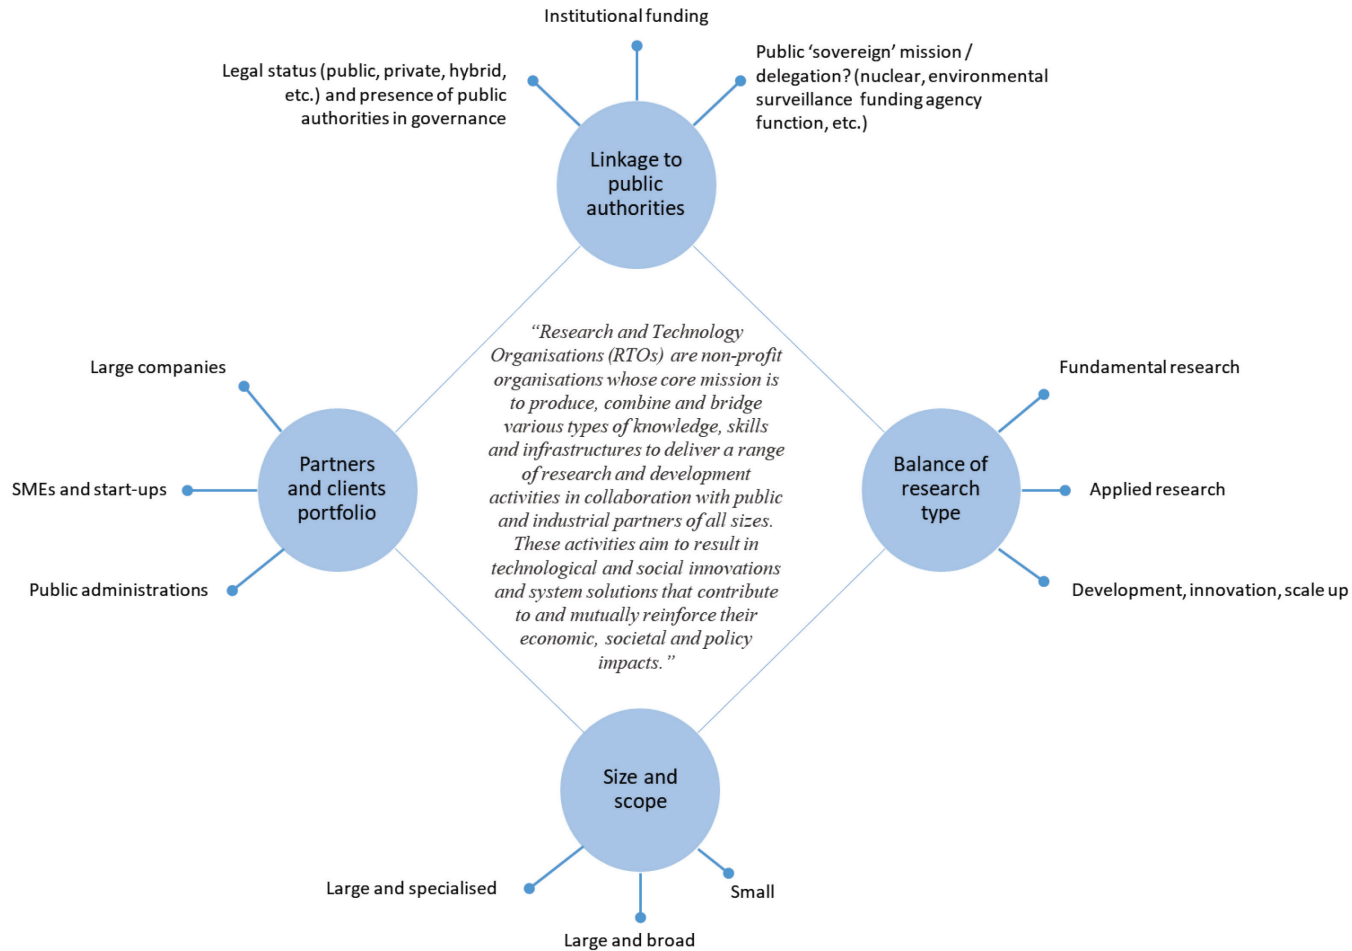 Institutional funding
Legal status (public, private, hybrid,
etc.) and presence of public
authorities in governance
Public ‘sovereign’ mission /
delegation? (nuclear, environmental
surveillance funding agency
function, etc.)
Linkage to
public
authorities
“Research and Technology
Organisations (RTOs) are non-profit
organisations whose core mission is
to produce, combine and bridge
various types of knowledge, skills
and infrastructures to deliver a range
of research and development
activities in collaboration with public
and industrial partners of all sizes.
These activities aim to result in
technological and social innovations
and system solutions that contribute
to and mutually reinforce their
economic, societal and policy
impacts.”
Large companies
SMEs and start-ups
Public administrations
Partners
and clients
portfolio
Balance of
research
type
Fundamental research
Applied research
Development, innovation, scale up
Size and
scope
Large and specialised
Large and broad
Small